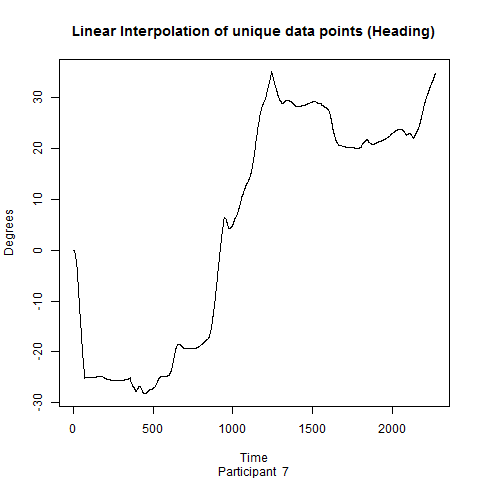 Linear Interpolation of unique data points (Heading)
Degrees
30
20
10
0
-10
-20
-30
0 500 1000 1500 2000
Time
Participant 7